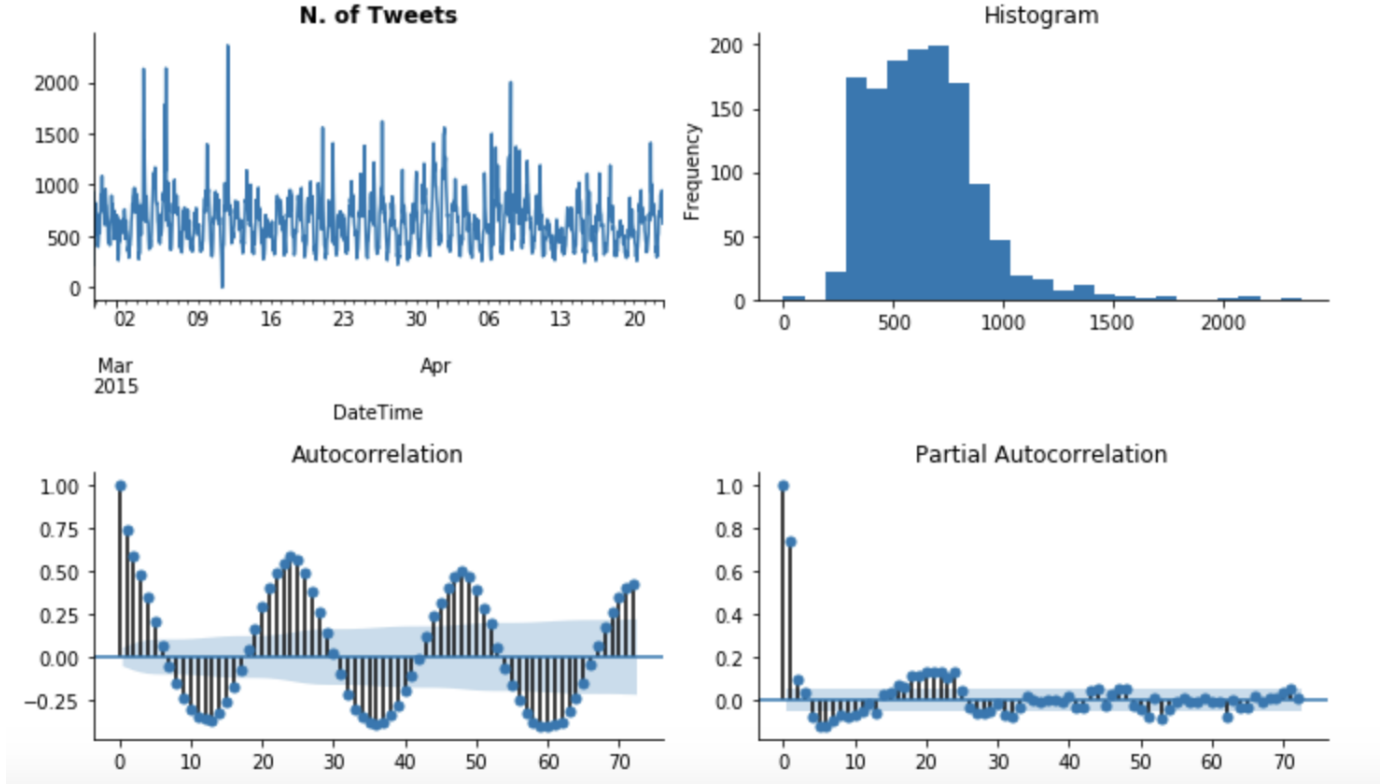 N. of Tweets
2000
1500
1000
500
0
02 09 16 23 30 06 13 20
Mar Apr
2015
DateTime
Histogram
Frequency
200
150
100
50
0
0 500 1000 1500 2000
Autocorrelation
1.00
0.75
0.50
0.25
0.00
−0.25
0 10 20 30 40 50 60 70
Partial Autocorrelation
1.0
0.8
0.6
0.4
0.2
0.0
0 10 20 30 40 50 60 70